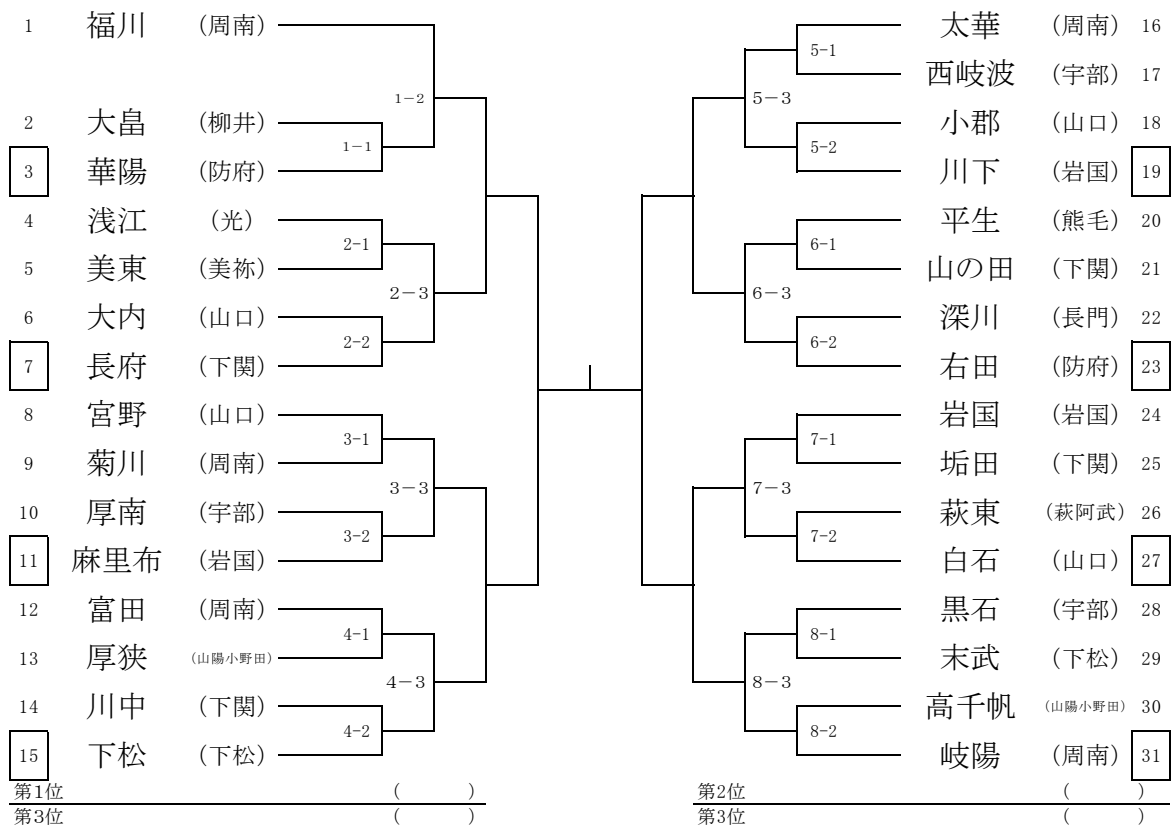 1 福川 (周南)
1－2
2 大畠 (柳井)
1－1
3 華陽 (防府)
4 浅江 (光)
2-1
5 美東 (美祢)
2－3
6 大内 (山口)
2-2
7 長府 (下関)
8 宮野 (山口)
3-1
9 菊川 (周南)
3－3
10 厚南 (宇部)
3-2
11 麻里布 (岩国)
12 富田 (周南)
4-1
13 厚狭 (山陽小野田)
4－3
14 川中 (下関)
4-2
15 下松 (下松)
第1位 ( )
第3位 ( )
太華 (周南) 16
5-1
西岐波 (宇部) 17
5－3
小郡 (山口) 18
5-2
川下 (岩国) 19
平生 (熊毛) 20
6-1
山の田 (下関) 21
6－3
深川 (長門) 22
6-2
右田 (防府) 23
岩国 (岩国) 24
7-1
垢田 (下関) 25
7－3
萩東 (萩阿武) 26
7-2
白石 (山口) 27
黒石 (宇部) 28
8-1
末武 (下松) 29
8－3
高千帆 (山陽小野田) 30
8-2
岐陽 (周南) 31
第2位 ( )
第3位 ( )